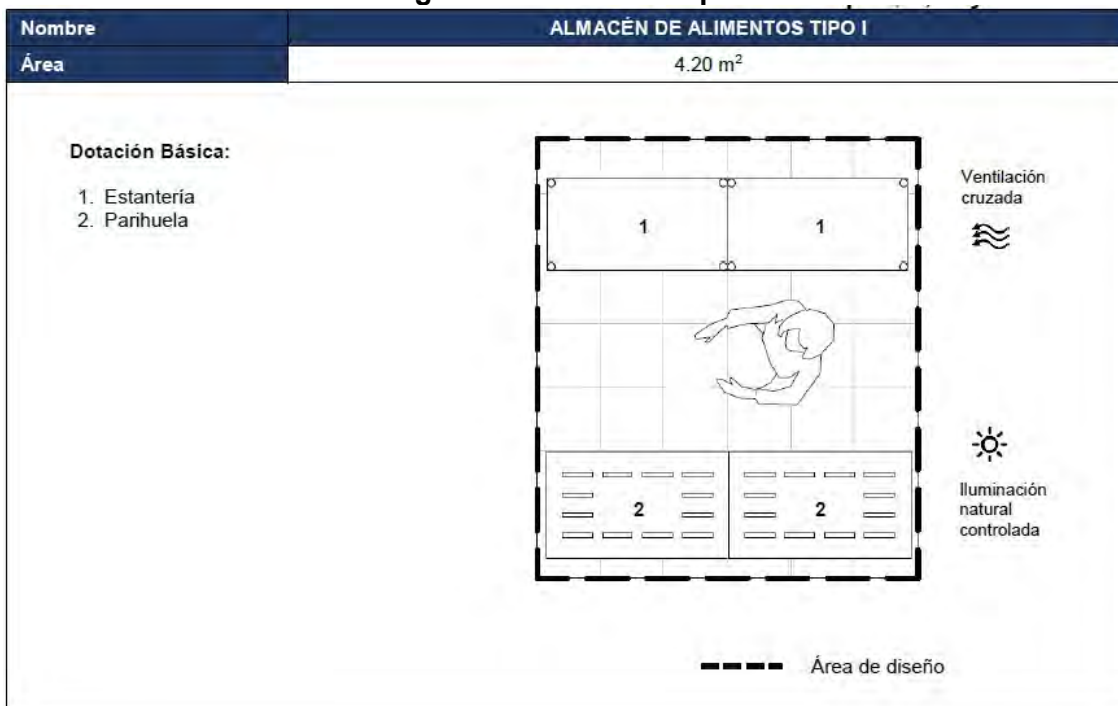 Nombre ALMACÉN DE ALIMENTOS TIPO I
Área 4.20 m²
Dotación Básica:
1. Estantería
2. Parihuela
Ventilación
cruzada
1 1
Iluminación
natural
controlada
2 2
Área de diseño